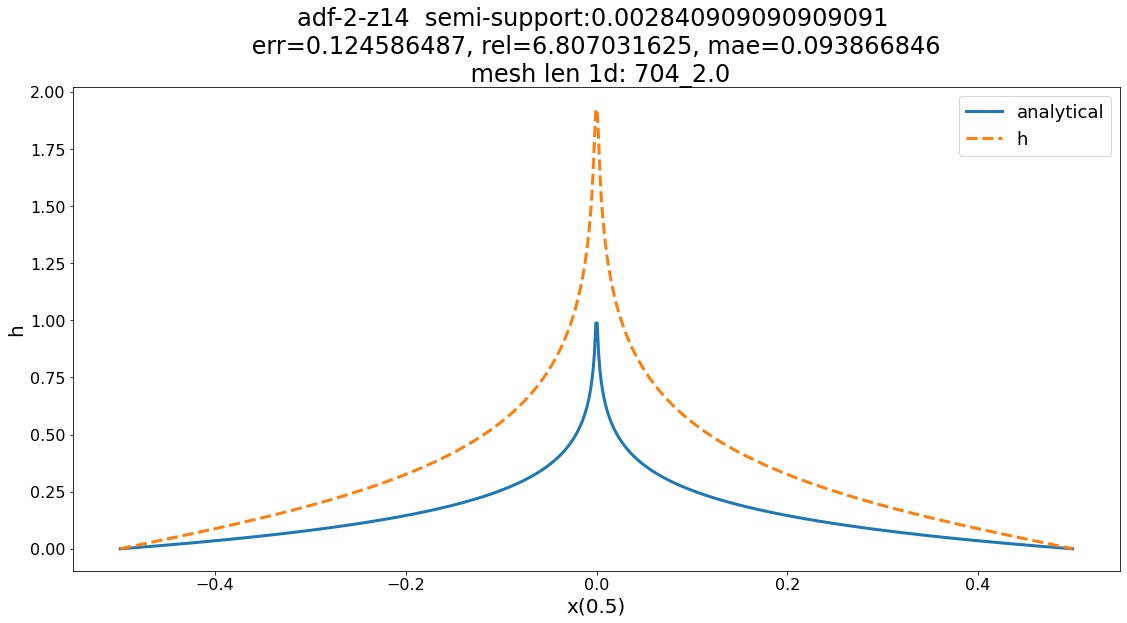 adf-2-z14  semi-support:0.002840909090909091
err=0.124586487, rel=6.807031625, mae=0.093866846
mesh len 1d: 704_2.0
2.00
1.75
1.50
1.25
1.00
0.75
0.50
0.25
0.00
h
analytical
h
−0.4
−0.2
0.0
0.2
0.4
x(0.5)